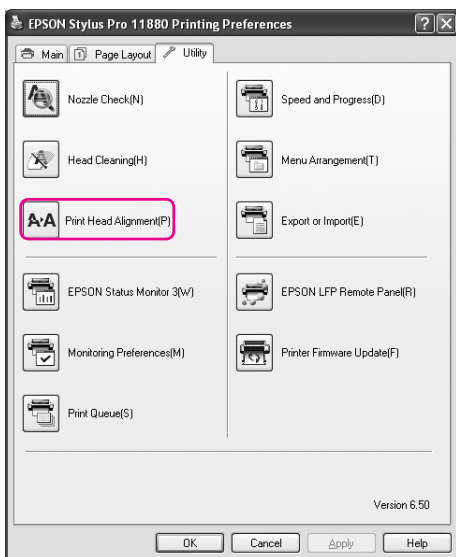 EPSON Stylus Pro 11880 Printing Preferences
Main Page Layout Utility
Nozzle Check(N)
Speed and Progress(D)
Head Cleaning(H)
Menu Arrangement(T)
A·A Print Head Alignment(P)
Export or Import(E)
EPSON Status Monitor 3(W)
EPSON LFP Remote Panel(R)
Monitoring Preferences(M)
Printer Firmware Update(F)
Print Queue(S)
Version 6.50
OK Cancel Apply Help